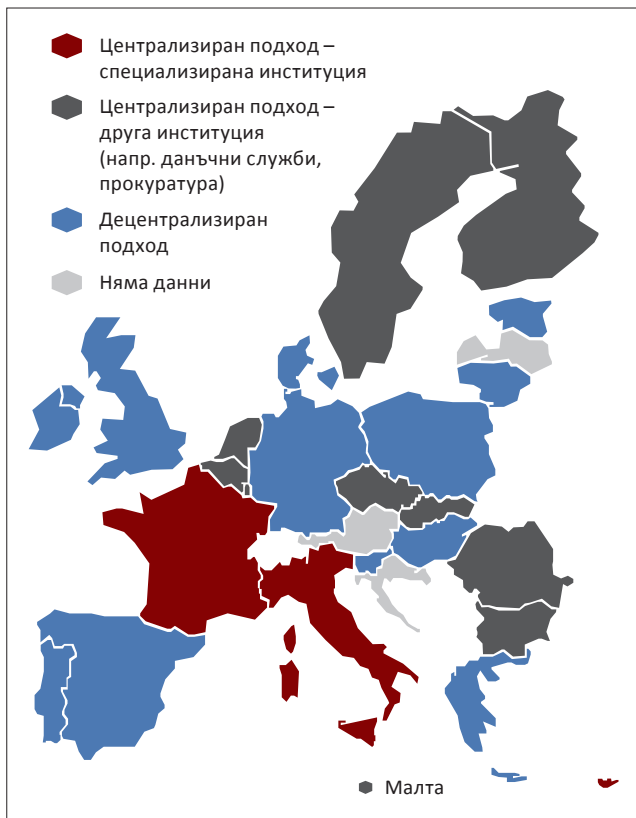 Централизиран подход –
специализирана институция
Централизиран подход –
друга институция
(напр. данъчни служби,
прокуратура)
Децентрализиран
подход
Няма данни
Малта